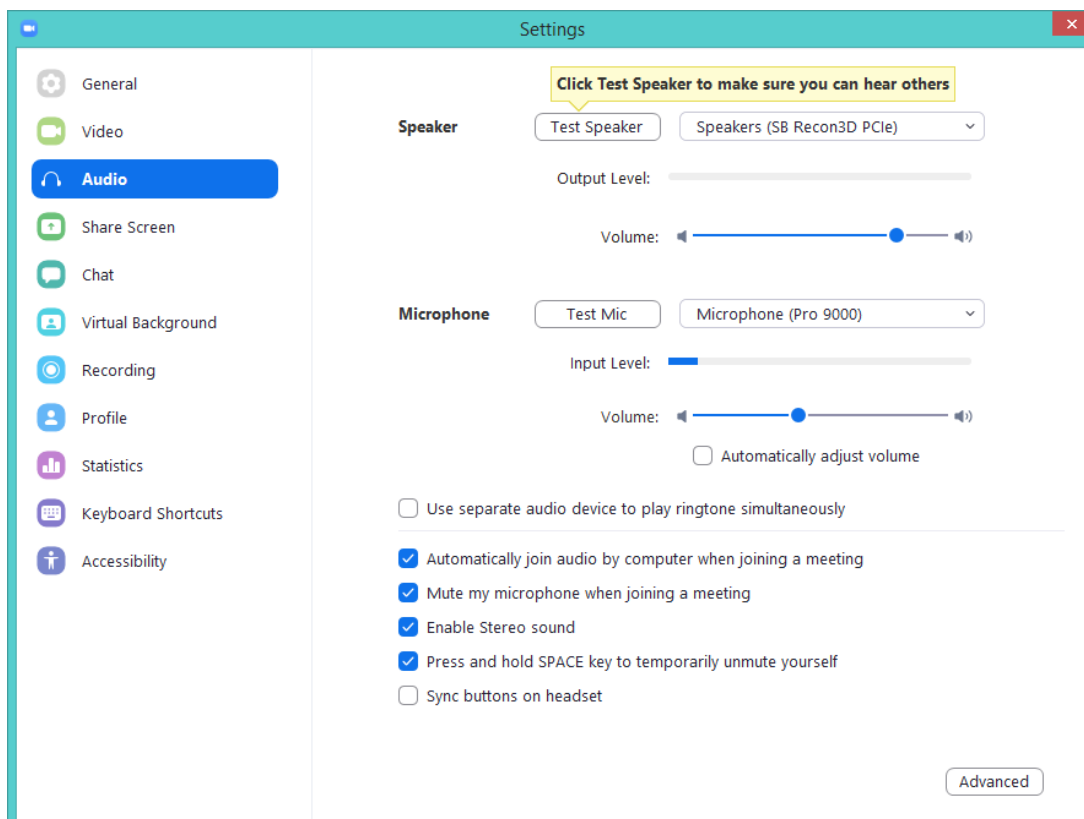 Settings
General
Video
Audio
Share Screen
Chat
Virtual Background
Recording
Profile
Statistics
Keyboard Shortcuts
Accessibility
Click Test Speaker to make sure you can hear others
Speaker Test Speaker Speakers (SB Recon3D PCIe)
Output Level:
Volume:
Microphone Test Mic Microphone (Pro 9000)
Input Level:
Volume:
Automatically adjust volume
Use separate audio device to play ringtone simultaneously
Automatically join audio by computer when joining a meeting
Mute my microphone when joining a meeting
Enable Stereo sound
Press and hold SPACE key to temporarily unmute yourself
Sync buttons on headset
Advanced